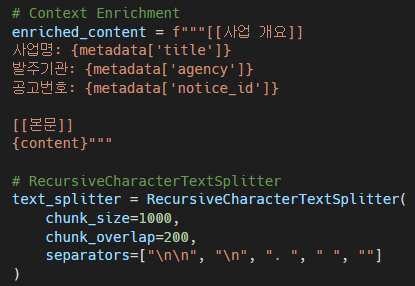 # Context Enrichment
enriched_content = f"""[[사업 개요]]
사업명: {metadata['title']}
발주기관: {metadata['agency']}
공고번호: {metadata['notice_id']}

[[본문]]
{content}"""

# RecursiveCharacterTextSplitter
text_splitter = RecursiveCharacterTextSplitter(
    chunk_size=1000,
    chunk_overlap=200,
    separators=["\n\n", "\n", ". ", " ", ""]
)